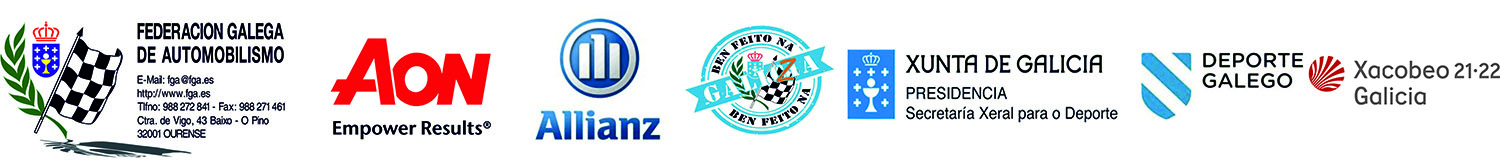 FEDERACION GALEGA
DE AUTOMOBILISMO
E-Mail: fga@fga.es
http://www.fga.es
Tlfno: 988 272 841 - Fax: 988 271 461
Ctra. de Vigo, 43 Baixo - O Pino
32001 OURENSE
AON
Empower Results®
Allianz
BEN FEITO NA
GALIZA
BEN FEITO NA
XUNTA DE GALICIA
PRESIDENCIA
Secretaría Xeral para o Deporte
DEPORTE
GALEGO
Xacobeo 21·22
Galicia